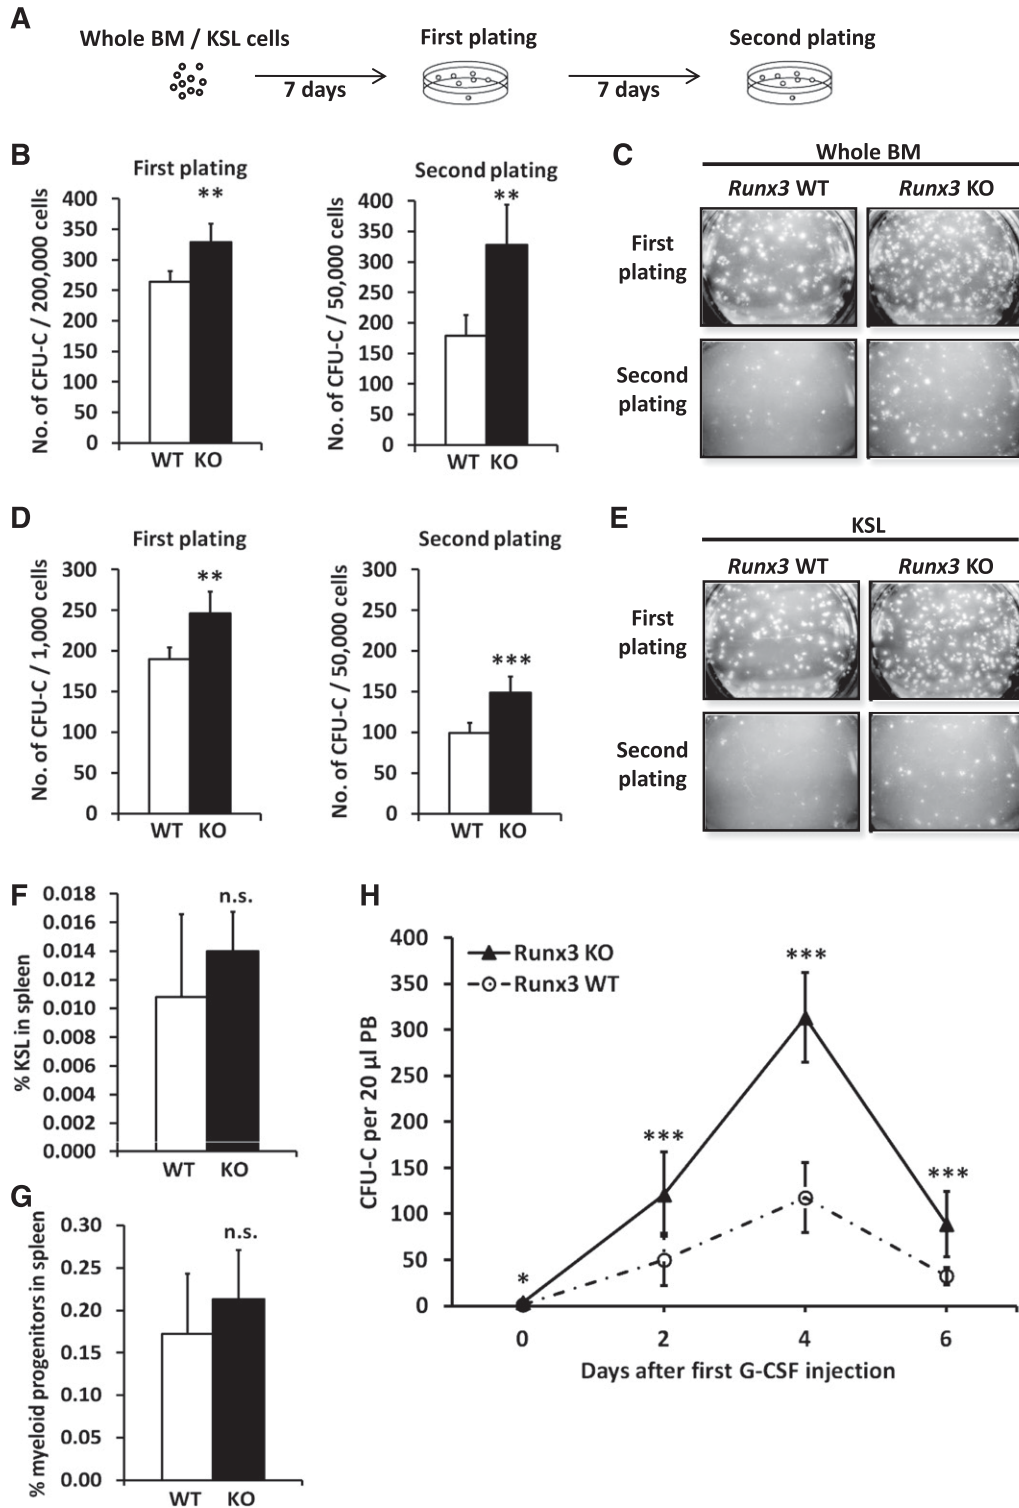 A
Whole BM / KSL cells
First plating
Second plating
7 days
7 days
B
First plating
**
No. of CFU-C / 200,000 cells
400
350
300
250
200
150
100
50
0
WT KO
Second plating
**
No. of CFU-C / 50,000 cells
400
350
300
250
200
150
100
50
0
WT KO
C
Whole BM
Runx3 WT
Runx3 KO
First
plating
Second
plating
D
First plating
**
No. of CFU-C / 1,000 cells
300
250
200
150
100
50
0
WT KO
Second plating
***
No. of CFU-C / 50,000 cells
300
250
200
150
100
50
0
WT KO
E
KSL
Runx3 WT
Runx3 KO
First
plating
Second
plating
F
n.s.
% KSL in spleen
0.018
0.016
0.014
0.012
0.010
0.008
0.006
0.004
0.002
0.000
WT KO
G
n.s.
% myeloid progenitors in spleen
0.30
0.25
0.20
0.15
0.10
0.05
0.00
WT KO
H
Runx3 KO
Runx3 WT
CFU-C per 20 µl PB
400
350
300
250
200
150
100
50
0
*
***
***
***
0 2 4 6
Days after first G-CSF injection